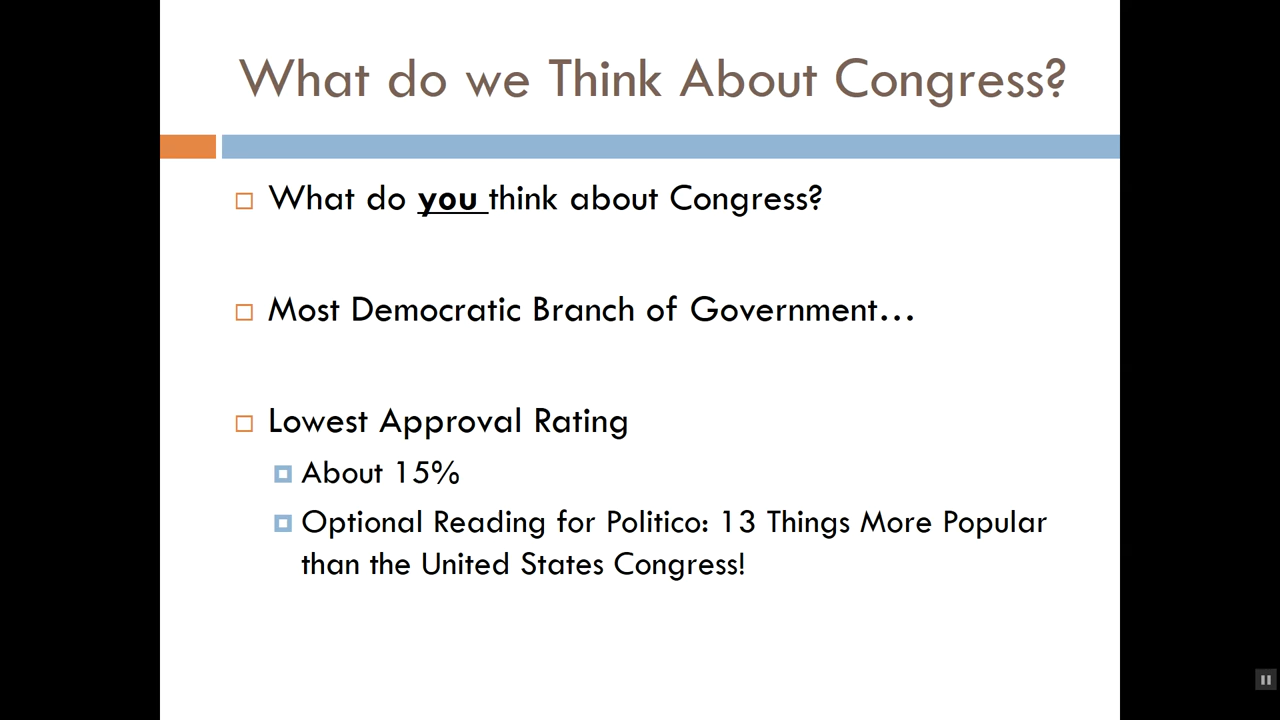 What do we Think About Congress?
What do you think about Congress?
Most Democratic Branch of Government...
Lowest Approval Rating
About 15%
Optional Reading for Politico: 13 Things More Popular
than the United States Congress!